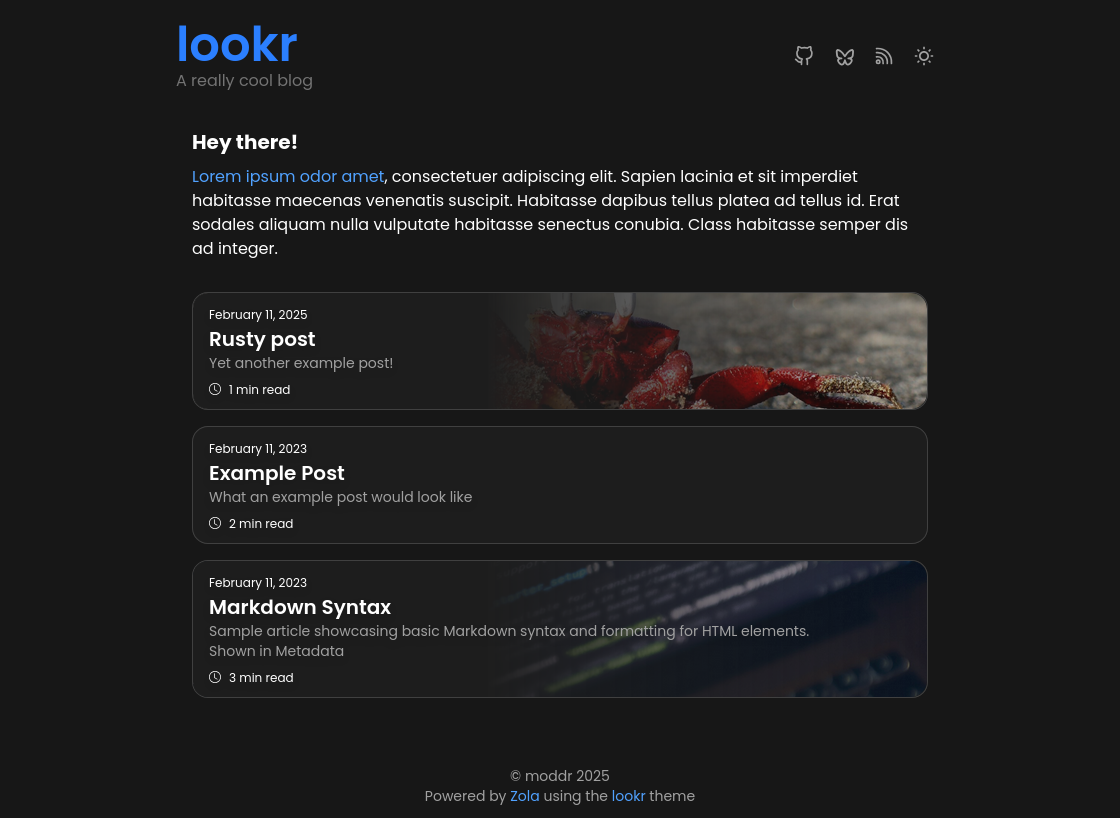 lookr
A really cool blog
Hey there!
Lorem ipsum odor amet, consectetuer adipiscing elit. Sapien lacinia et sit imperdiet
habitasse maecenas venenatis suscipit. Habitasse dapibus tellus platea ad tellus id. Erat
sodales aliquam nulla vulputate habitasse senectus conubia. Class habitasse semper dis
ad integer.
February 11, 2025
Rusty post
Yet another example post!
1 min read
February 11, 2023
Example Post
What an example post would look like
2 min read
February 11, 2023
Markdown Syntax
Sample article showcasing basic Markdown syntax and formatting for HTML elements.
Shown in Metadata
3 min read
© moddr 2025
Powered by Zola using the lookr theme